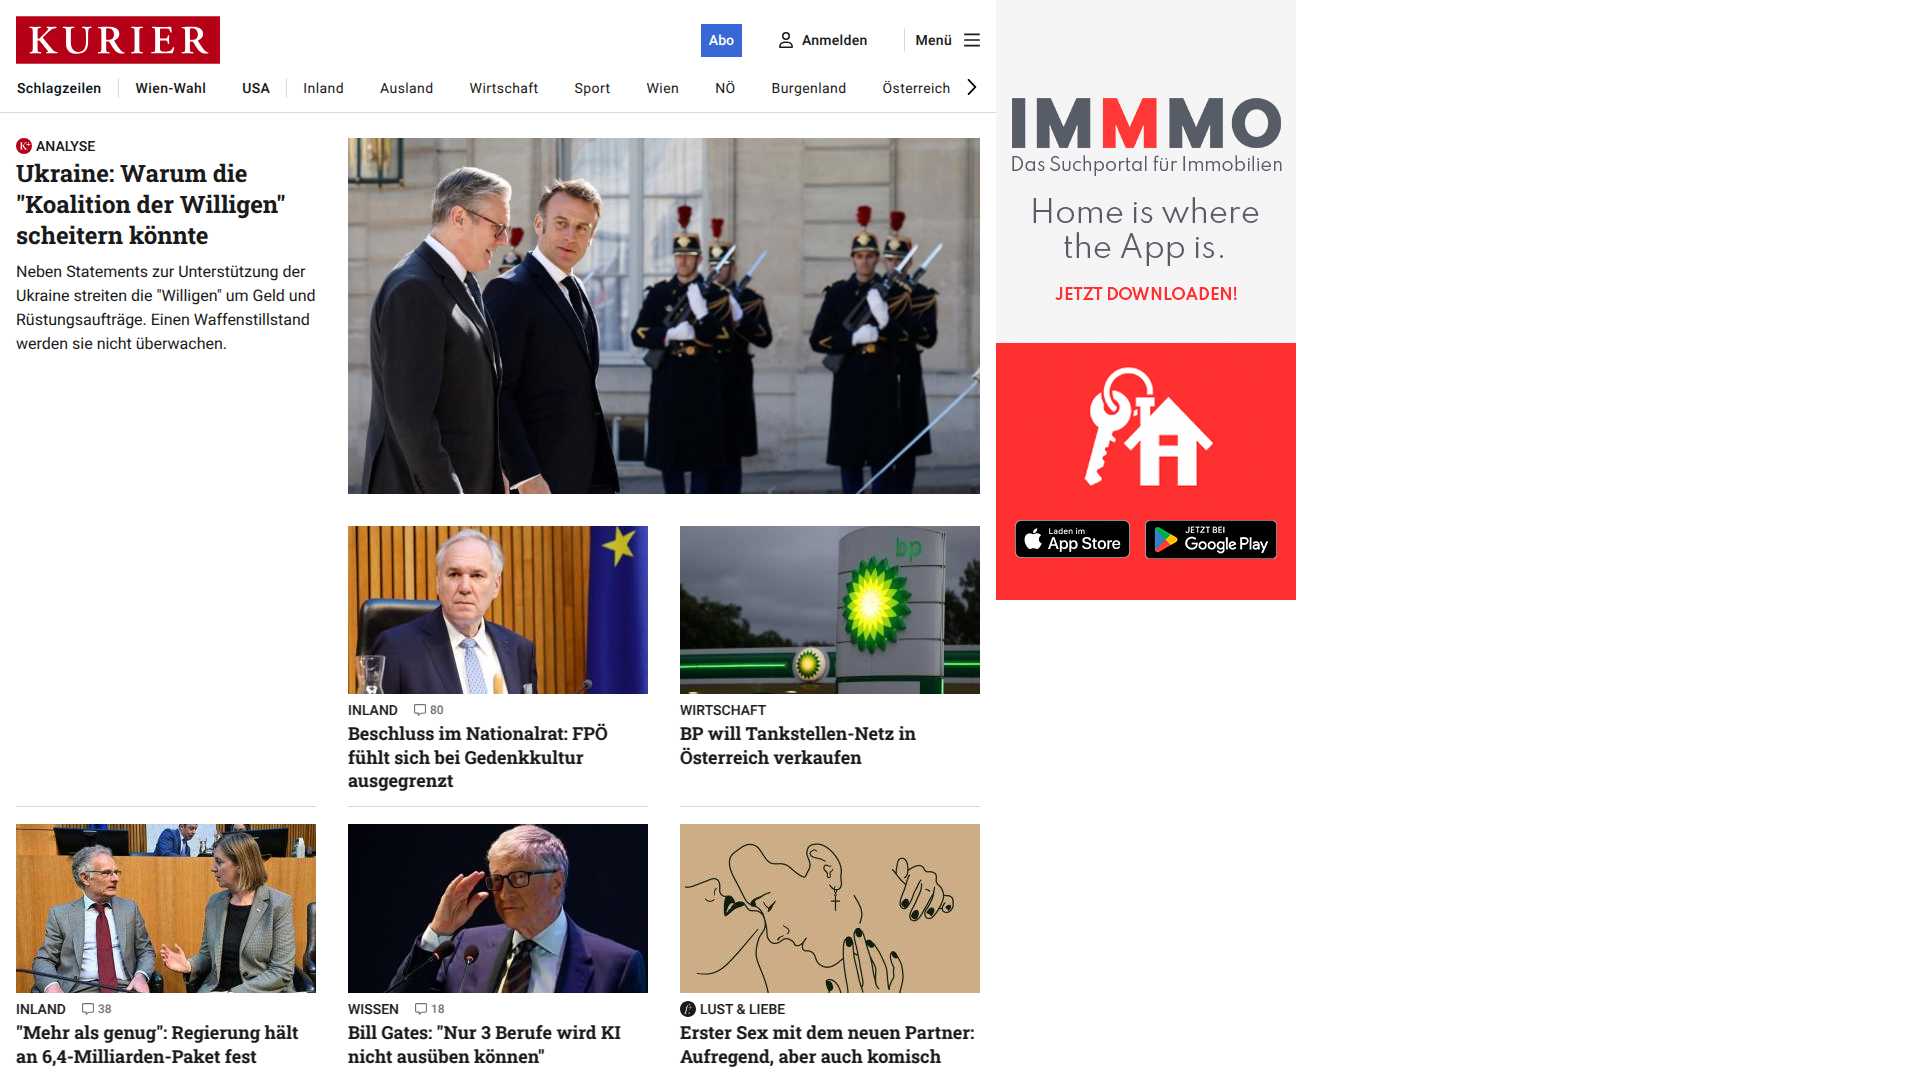 KURIER
Abo
Anmelden
Menü
Schlagzeilen
Wien-Wahl
USA
Inland
Ausland
Wirtschaft
Sport
Wien
NÖ
Burgenland
Österreich
K+ ANALYSE
Ukraine: Warum die
"Koalition der Willigen"
scheitern könnte
Neben Statements zur Unterstützung der
Ukraine streiten die "Willigen" um Geld und
Rüstungsaufträge. Einen Waffenstillstand
werden sie nicht überwachen.
bp
INLAND 80
Beschluss im Nationalrat: FPÖ
fühlt sich bei Gedenkkultur
ausgegrenzt
WIRTSCHAFT
BP will Tankstellen-Netz in
Österreich verkaufen
INLAND 38
"Mehr als genug": Regierung hält
an 6,4-Milliarden-Paket fest
WISSEN 18
Bill Gates: "Nur 3 Berufe wird KI
nicht ausüben können"
LUST & LIEBE
Erster Sex mit dem neuen Partner:
Aufregend, aber auch komisch
IMMMO
Das Suchportal für Immobilien
Home is where
the App is.
JETZT DOWNLOADEN!
Laden im
App Store
JETZT BEI
Google Play